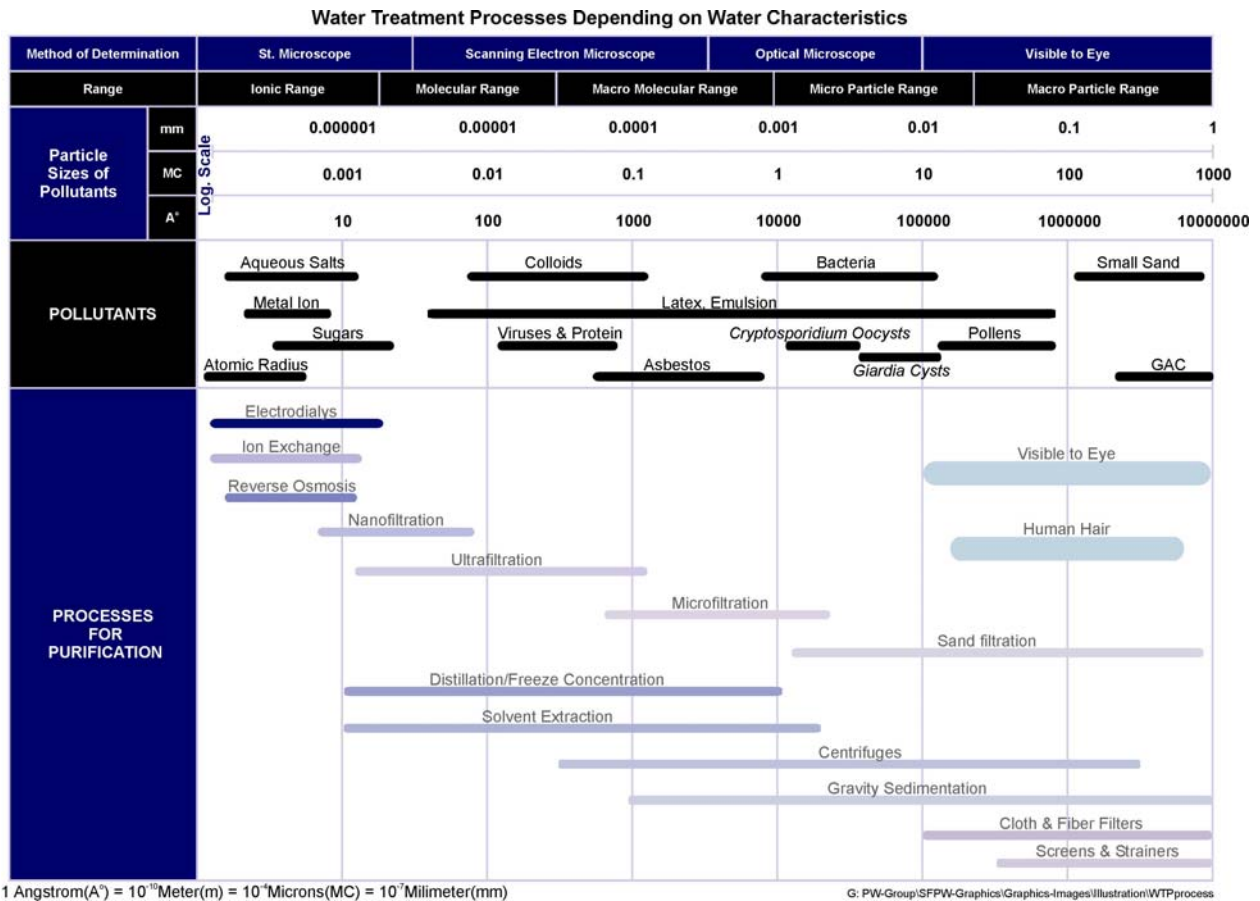 Water Treatment Processes Depending on Water Characteristics
Method of Determination St. Microscope Scanning Electron Microscope Optical Microscope Visible to Eye
Range Ionic Range Molecular Range Macro Molecular Range Micro Particle Range Macro Particle Range
Particle
Sizes of
Pollutants
Log. Scale
mm 0.000001 0.00001 0.0001 0.001 0.01 0.1 1
MC 0.001 0.01 0.1 1 10 100 1000
A° 10 100 1000 10000 100000 1000000 10000000
POLLUTANTS
Aqueous Salts Colloids Bacteria Small Sand
Metal Ion Latex, Emulsion
Sugars Viruses & Protein Cryptosporidium Oocysts Pollens
Atomic Radius Asbestos Giardia Cysts GAC
PROCESSES
FOR
PURIFICATION
Electrodialys
Ion Exchange Visible to Eye
Reverse Osmosis
Nanofiltration Human Hair
Ultrafiltration
Microfiltration
Sand filtration
Distillation/Freeze Concentration
Solvent Extraction
Centrifuges
Gravity Sedimentation
Cloth & Fiber Filters
Screens & Strainers
1 Angstrom(A°) = 10⁻¹⁰Meter(m) = 10⁻⁴Microns(MC) = 10⁻⁷Milimeter(mm)
G: PW-Group\SFPW-Graphics\Graphics-Images\Illustration\WTPprocess